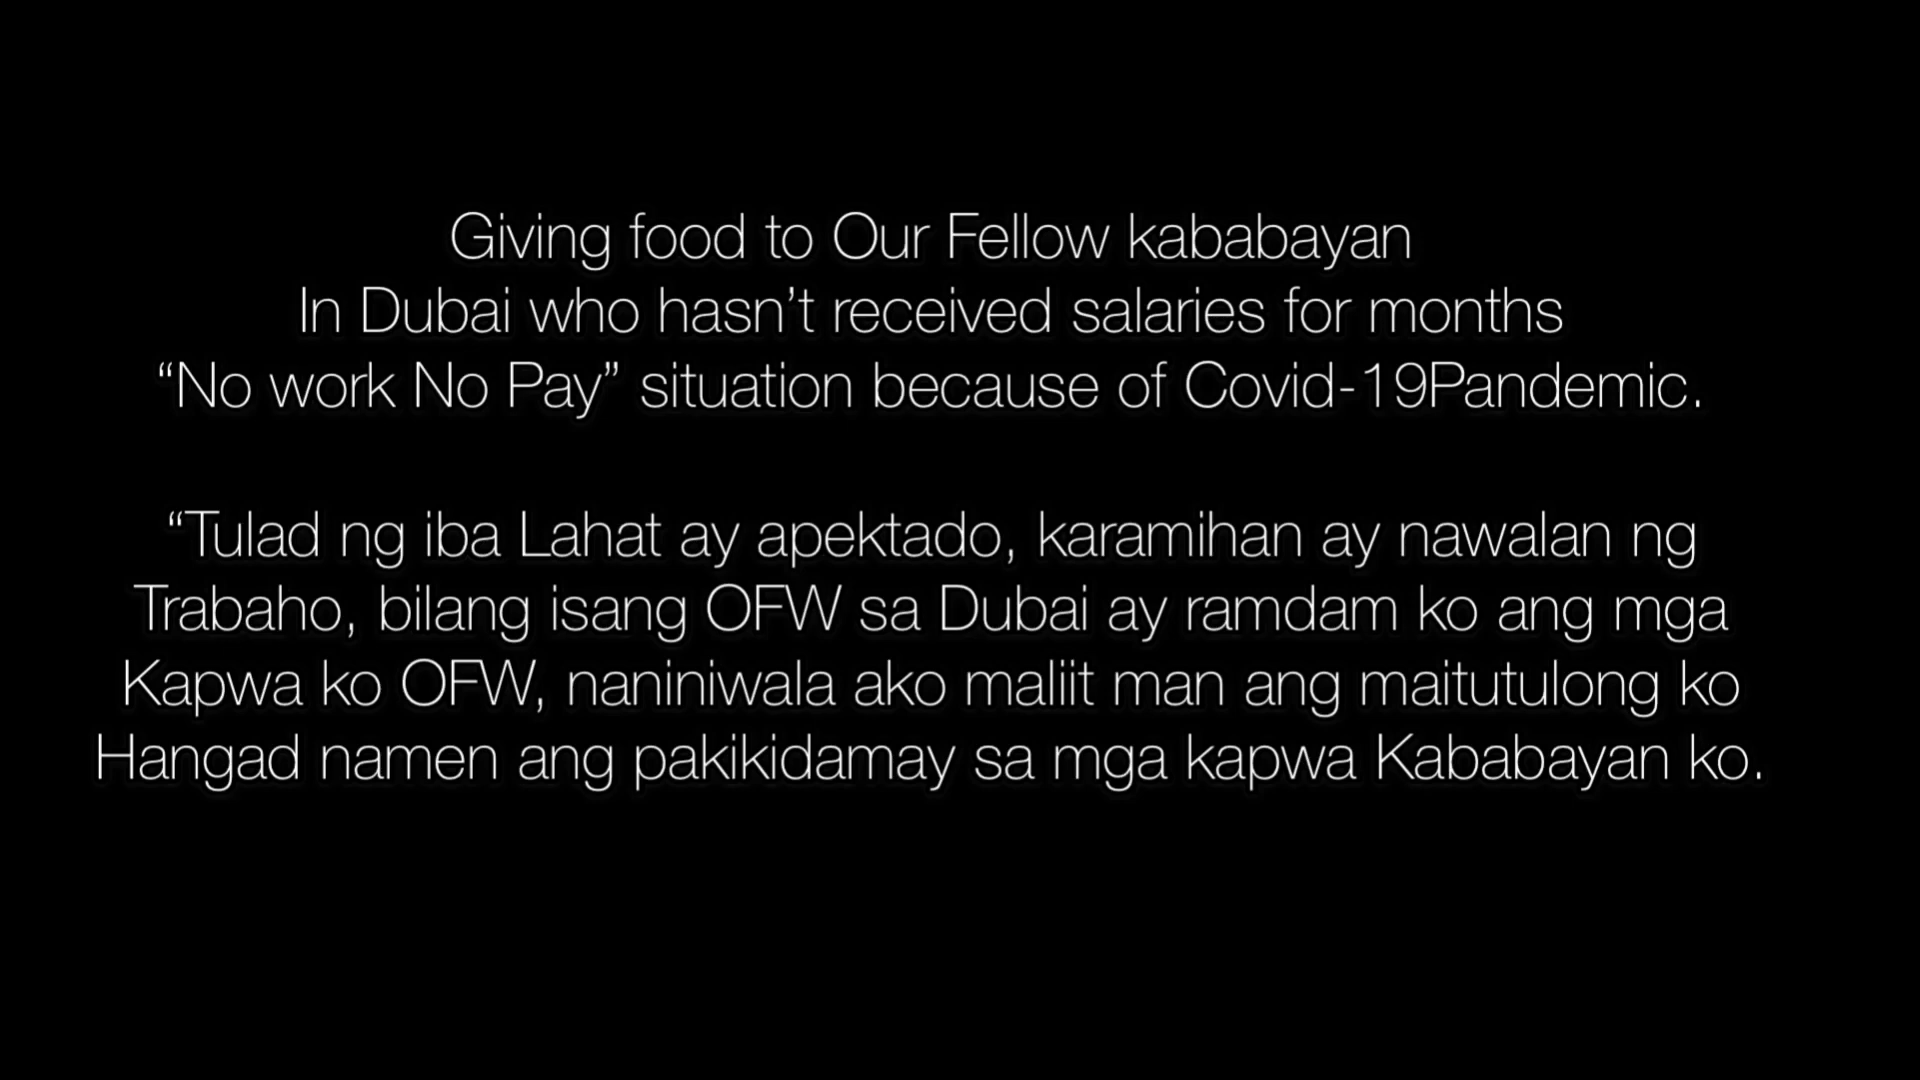 Giving food to Our Fellow kababayan
In Dubai who hasn’t received salaries for months
“No work No Pay” situation because of Covid-19Pandemic.
“Tulad ng iba Lahat ay apektado, karamihan ay nawalan ng
Trabaho, bilang isang OFW sa Dubai ay ramdam ko ang mga
Kapwa ko OFW, naniniwala ako maliit man ang maitutulong ko
Hangad namen ang pakikidamay sa mga kapwa Kababayan ko.